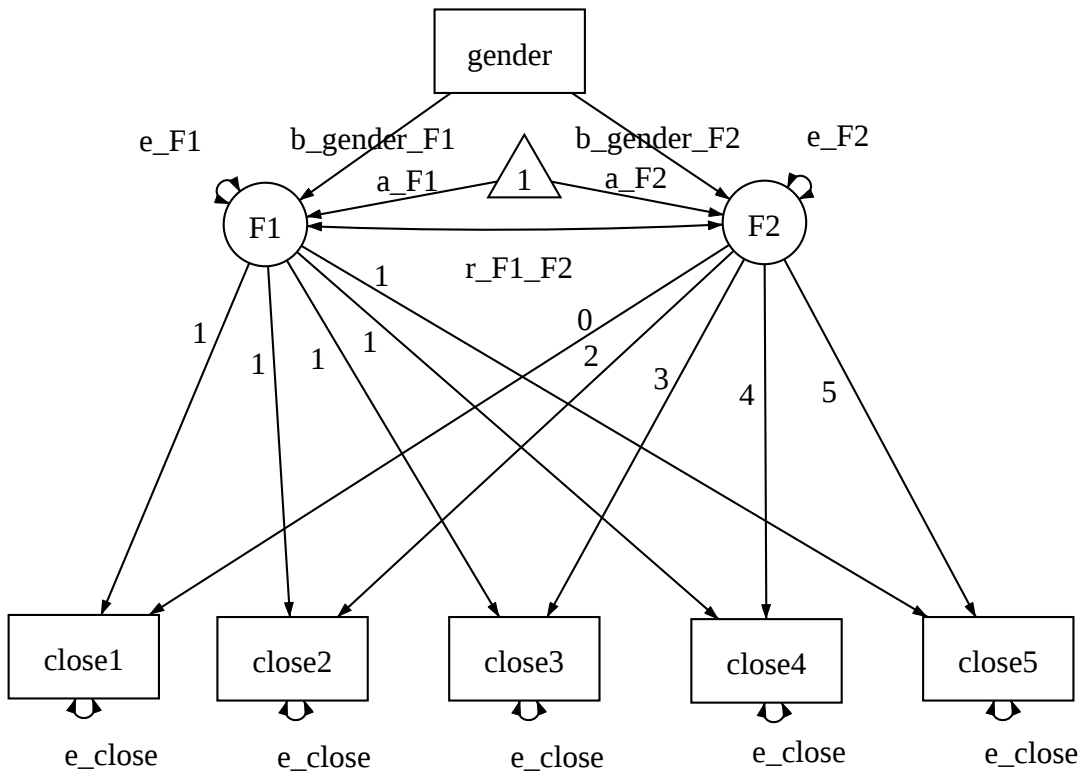 gender
e_F1
b_gender_F1
b_gender_F2
e_F2
a_F1
1
a_F2
F1
F2
r_F1_F2
1
0
1
1
1
1
2
3
4
5
close1
close2
close3
close4
close5
e_close
e_close
e_close
e_close
e_close